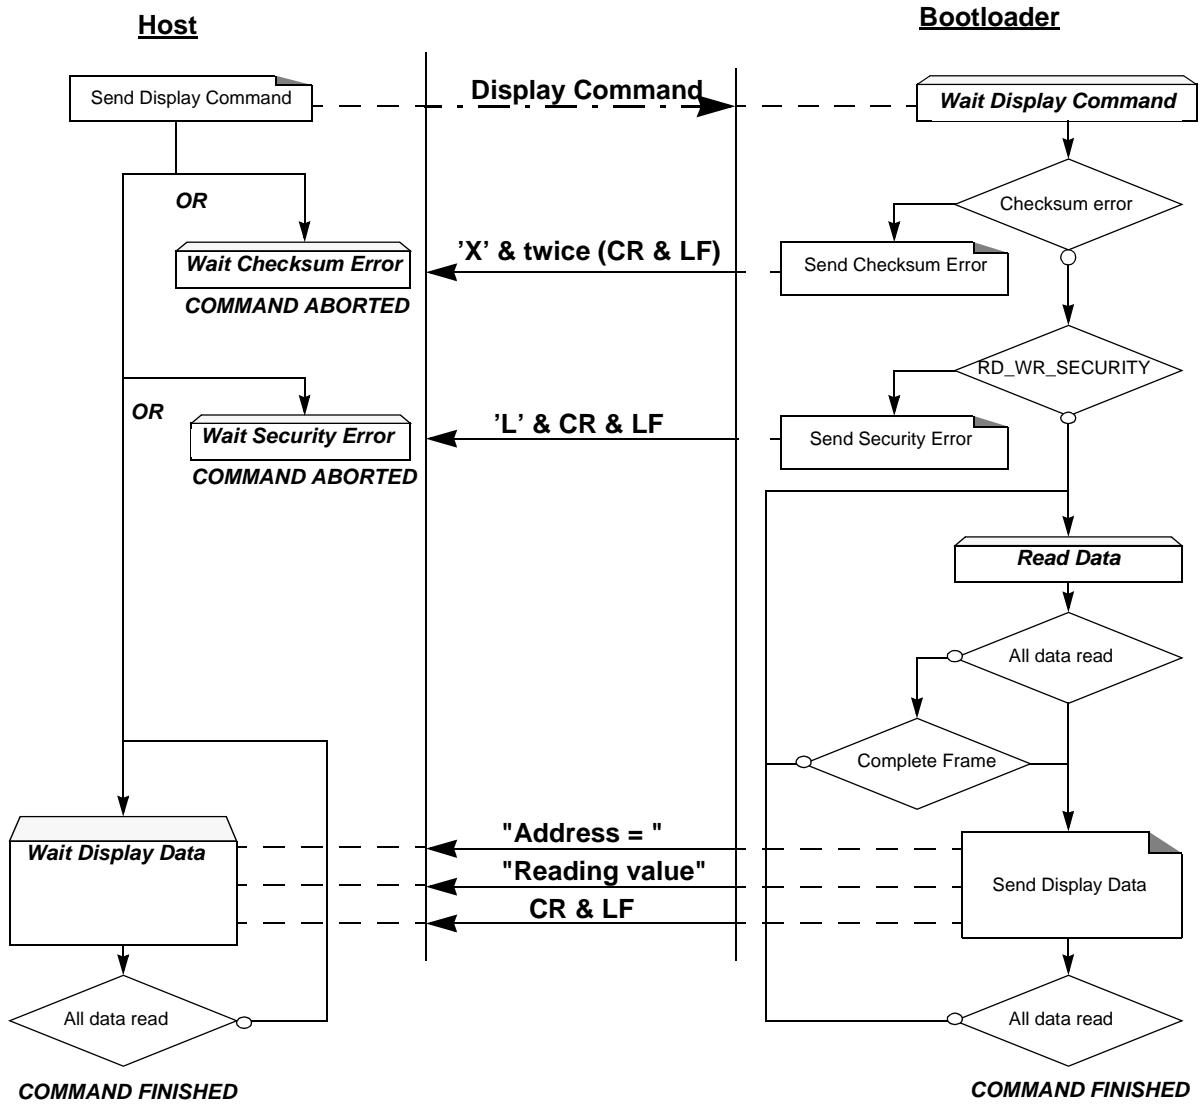 Host
Bootloader
Send Display Command
Display Command
Wait Display Command
OR
Checksum error
Wait Checksum Error
’X’ & twice (CR & LF)
Send Checksum Error
COMMAND ABORTED
RD_WR_SECURITY
OR
Wait Security Error
’L’ & CR & LF
Send Security Error
COMMAND ABORTED
Read Data
All data read
Complete Frame
Wait Display Data
"Address = "
"Reading value"
CR & LF
Send Display Data
All data read
All data read
COMMAND FINISHED
COMMAND FINISHED